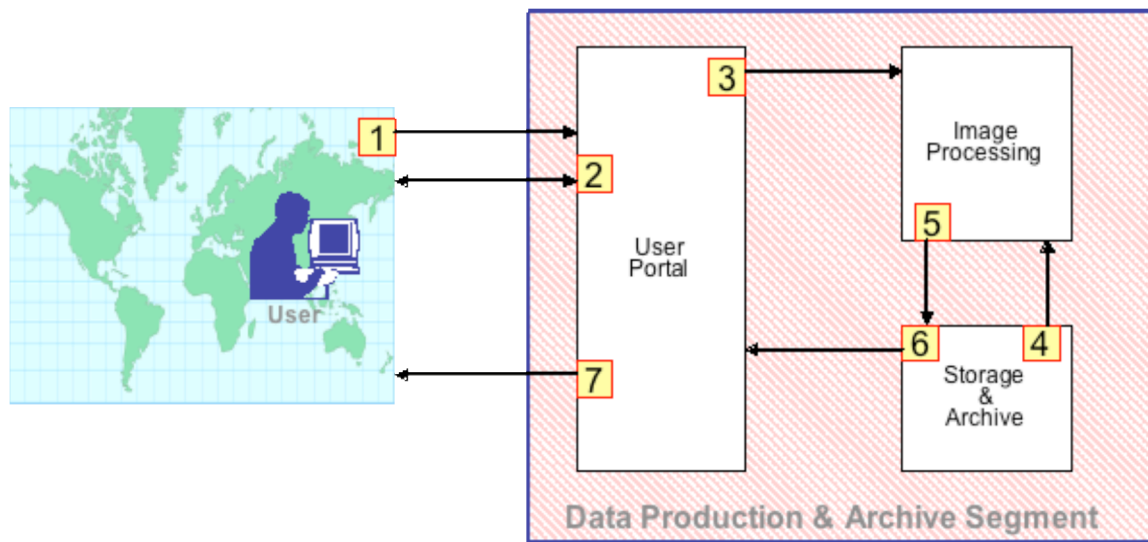 1
2
3
User
User
Portal
Image
Processing
5
6
4
Storage
&
Archive
7
Data Production & Archive Segment